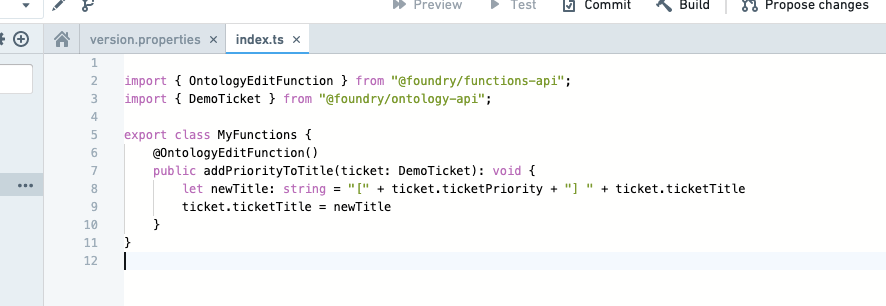 Preview Test Commit Build Propose changes
version.properties × index.ts ×
1
2 import { OntologyEditFunction } from "@foundry/functions-api";
3 import { DemoTicket } from "@foundry/ontology-api";
4
5 export class MyFunctions {
6 @OntologyEditFunction()
7 public addPriorityToTitle(ticket: DemoTicket): void {
8 let newTitle: string = "[" + ticket.ticketPriority + "] " + ticket.ticketTitle
9 ticket.ticketTitle = newTitle
10 }
11 }
12